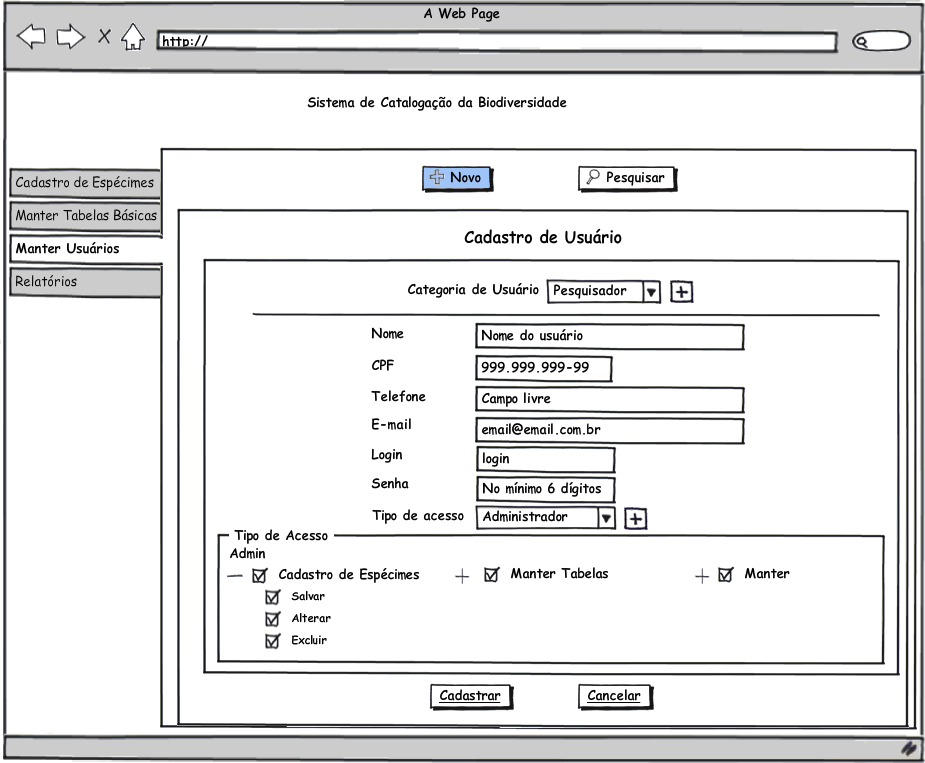 A Web Page
http://
Sistema de Catalogação da Biodiversidade
Cadastro de Espécimes
Manter Tabelas Básicas
Manter Usuários
Relatórios
Novo
Pesquisar
Cadastro de Usuário
Categoria de Usuário Pesquisador
Nome Nome do usuário
CPF 999.999.999-99
Telefone Campo livre
E-mail email@email.com.br
Login login
Senha No mínimo 6 dígitos
Tipo de acesso Administrador
Tipo de Acesso
Admin
Cadastro de Espécimes Manter Tabelas Manter
Salvar
Alterar
Excluir
Cadastrar Cancelar